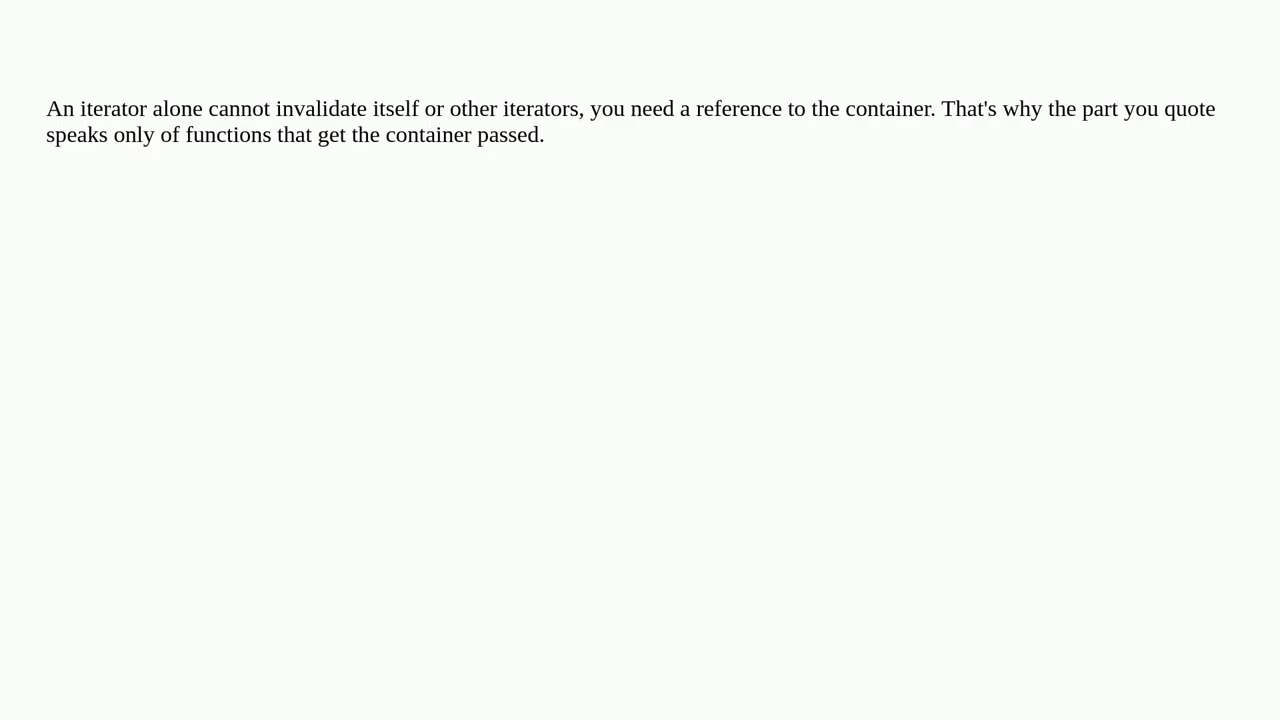 An iterator alone cannot invalidate itself or other iterators, you need a reference to the container. That's why the part you quote
speaks only of functions that get the container passed.